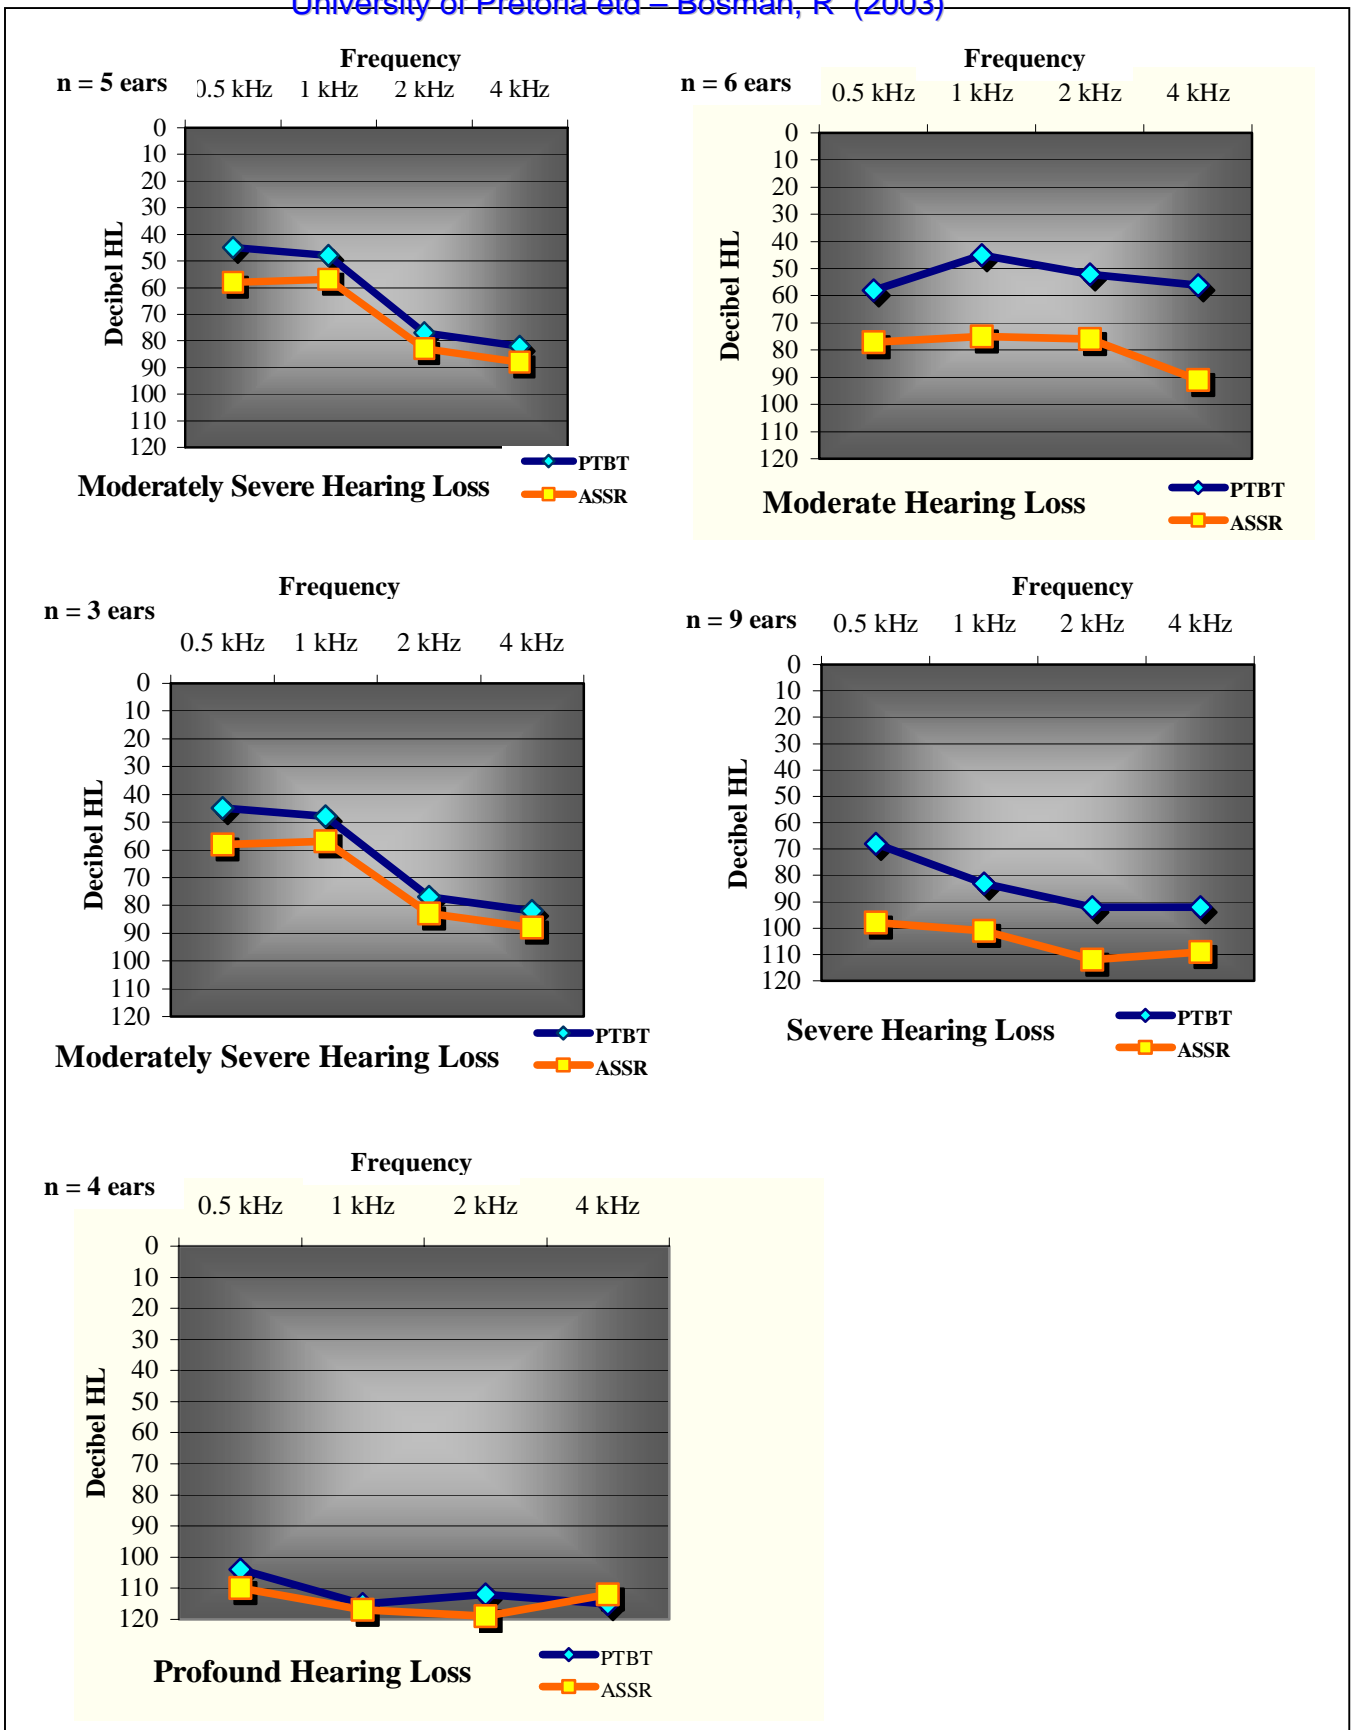 University of Pretoria etd – Bosman, R (2003)
Frequency
n = 5 ears
0.5 kHz 1 kHz 2 kHz 4 kHz
0
10
20
30
40
50
60
70
80
90
100
110
120
Decibel HL
PTBT
ASSR
Moderately Severe Hearing Loss
Frequency
n = 6 ears
0.5 kHz 1 kHz 2 kHz 4 kHz
0
10
20
30
40
50
60
70
80
90
100
110
120
Decibel HL
PTBT
ASSR
Moderate Hearing Loss
Frequency
n = 3 ears
0.5 kHz 1 kHz 2 kHz 4 kHz
0
10
20
30
40
50
60
70
80
90
100
110
120
Decibel HL
PTBT
ASSR
Moderately Severe Hearing Loss
Frequency
n = 9 ears
0.5 kHz 1 kHz 2 kHz 4 kHz
0
10
20
30
40
50
60
70
80
90
100
110
120
Decibel HL
PTBT
ASSR
Severe Hearing Loss
Frequency
n = 4 ears
0.5 kHz 1 kHz 2 kHz 4 kHz
0
10
20
30
40
50
60
70
80
90
100
110
120
Decibel HL
PTBT
ASSR
Profound Hearing Loss